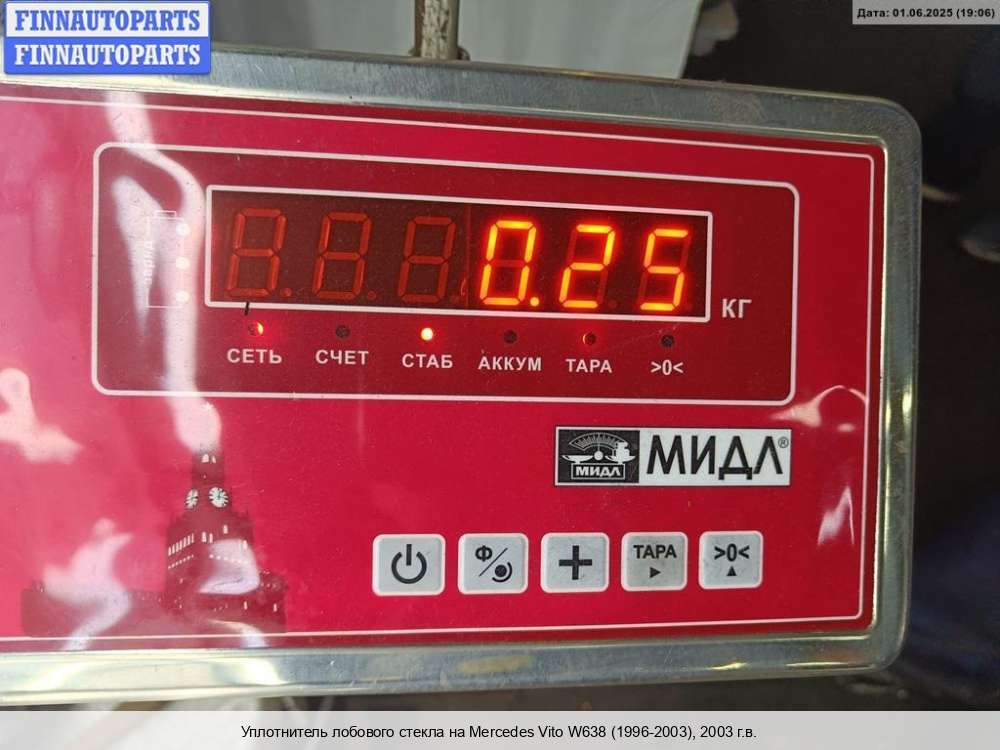 FINNAUTOPARTS
FINNAUTOPARTS
Дата: 01.06.2025 (19:06)
заряд
0.25
КГ
СЕТЬ СЧЕТ СТАБ АККУМ ТАРА >0<
МИДЛ МИДЛ®
Ф ТАРА >0<
Уплотнитель лобового стекла на Mercedes Vito W638 (1996-2003), 2003 г.в.